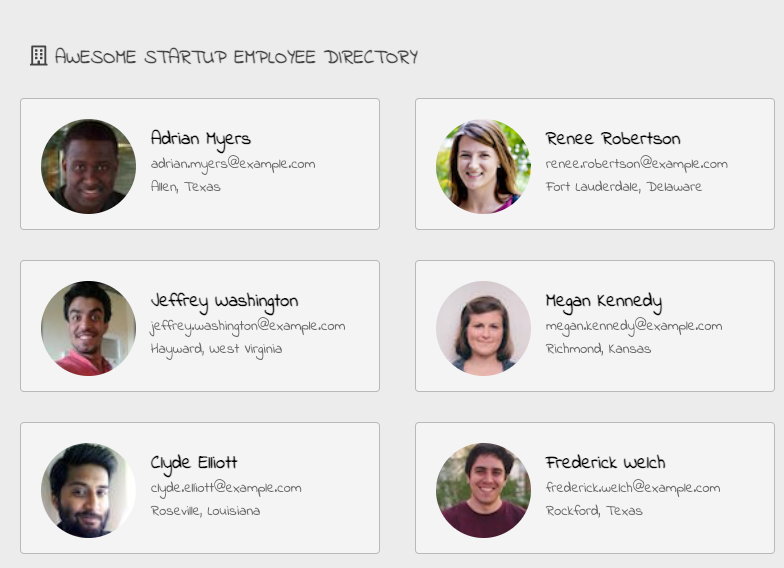 AWESOME STARTUP EMPLOYEE DIRECTORY
Adrian Myers
adrian.myers@example.com
Allen, Texas
Renee Robertson
renee.robertson@example.com
Fort Lauderdale, Delaware
Jeffrey Washington
jeffrey.washington@example.com
Hayward, West Virginia
Megan Kennedy
megan.kennedy@example.com
Richmond, Kansas
Clyde Elliott
clyde.elliott@example.com
Roseville, Louisiana
Frederick Welch
frederick.welch@example.com
Rockford, Texas